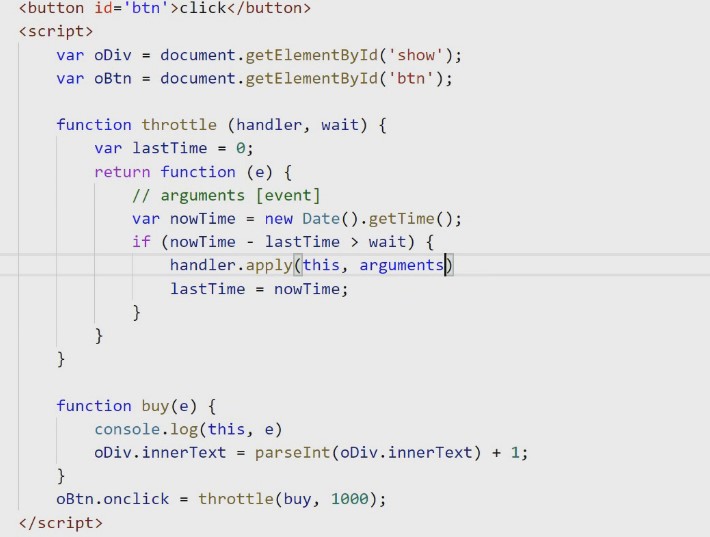 <button id='btn'>click</button>
<script>
    var oDiv = document.getElementById('show');
    var oBtn = document.getElementById('btn');

    function throttle (handler, wait) {
        var lastTime = 0;
        return function (e) {
            // arguments [event]
            var nowTime = new Date().getTime();
            if (nowTime - lastTime > wait) {
                handler.apply(this, arguments)
                lastTime = nowTime;
            }
        }
    }

    function buy(e) {
        console.log(this, e)
        oDiv.innerText = parseInt(oDiv.innerText) + 1;
    }
    oBtn.onclick = throttle(buy, 1000);
</script>